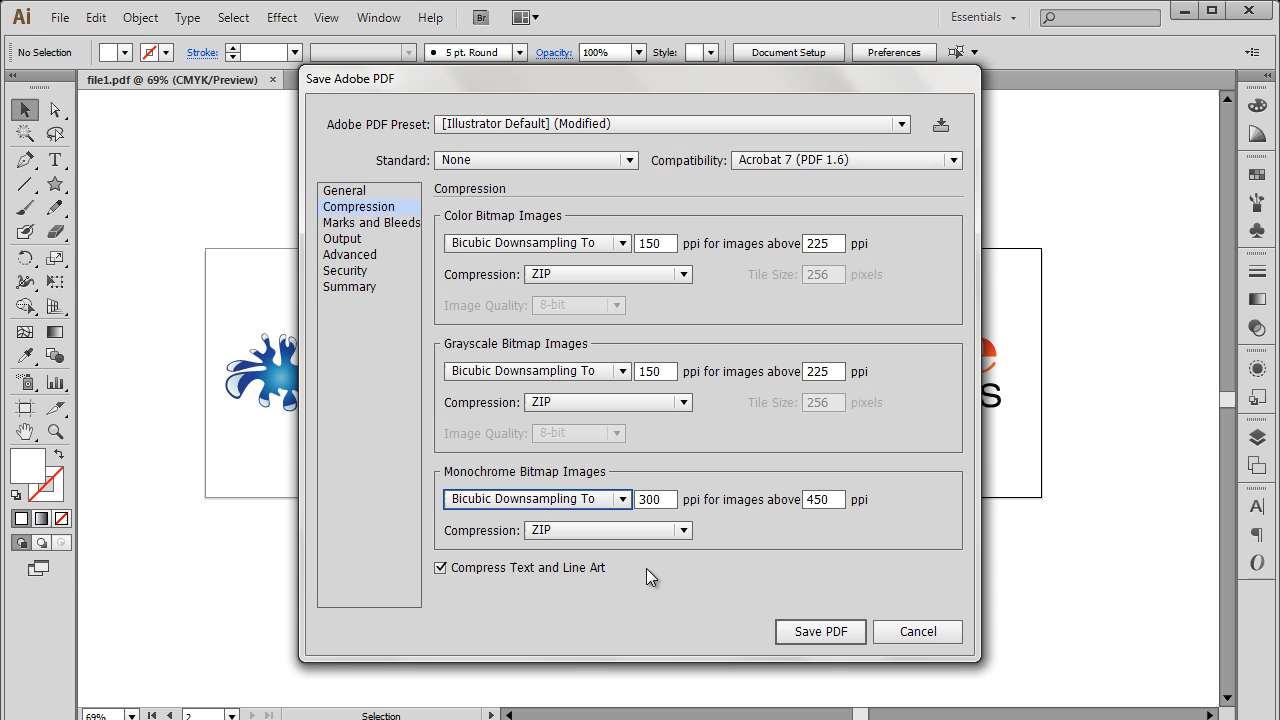 Ai File Edit Object Type Select Effect View Window Help Br Essentials
No Selection Stroke: 5 pt. Round Opacity: 100% Style: Document Setup Preferences
file1.pdf @ 69% (CMYK/Preview) ×
Save Adobe PDF
Adobe PDF Preset: [Illustrator Default] (Modified)
Standard: None Compatibility: Acrobat 7 (PDF 1.6)
General
Compression
Marks and Bleeds
Output
Advanced
Security
Summary
Compression
Color Bitmap Images
Bicubic Downsampling To 150 ppi for images above 225 ppi
Compression: ZIP Tile Size: 256 pixels
Image Quality: 8-bit
Grayscale Bitmap Images
Bicubic Downsampling To 150 ppi for images above 225 ppi
Compression: ZIP Tile Size: 256 pixels
Image Quality: 8-bit
Monochrome Bitmap Images
Bicubic Downsampling To 300 ppi for images above 450 ppi
Compression: ZIP
Compress Text and Line Art
Save PDF Cancel
e
s
69% 2 Selection